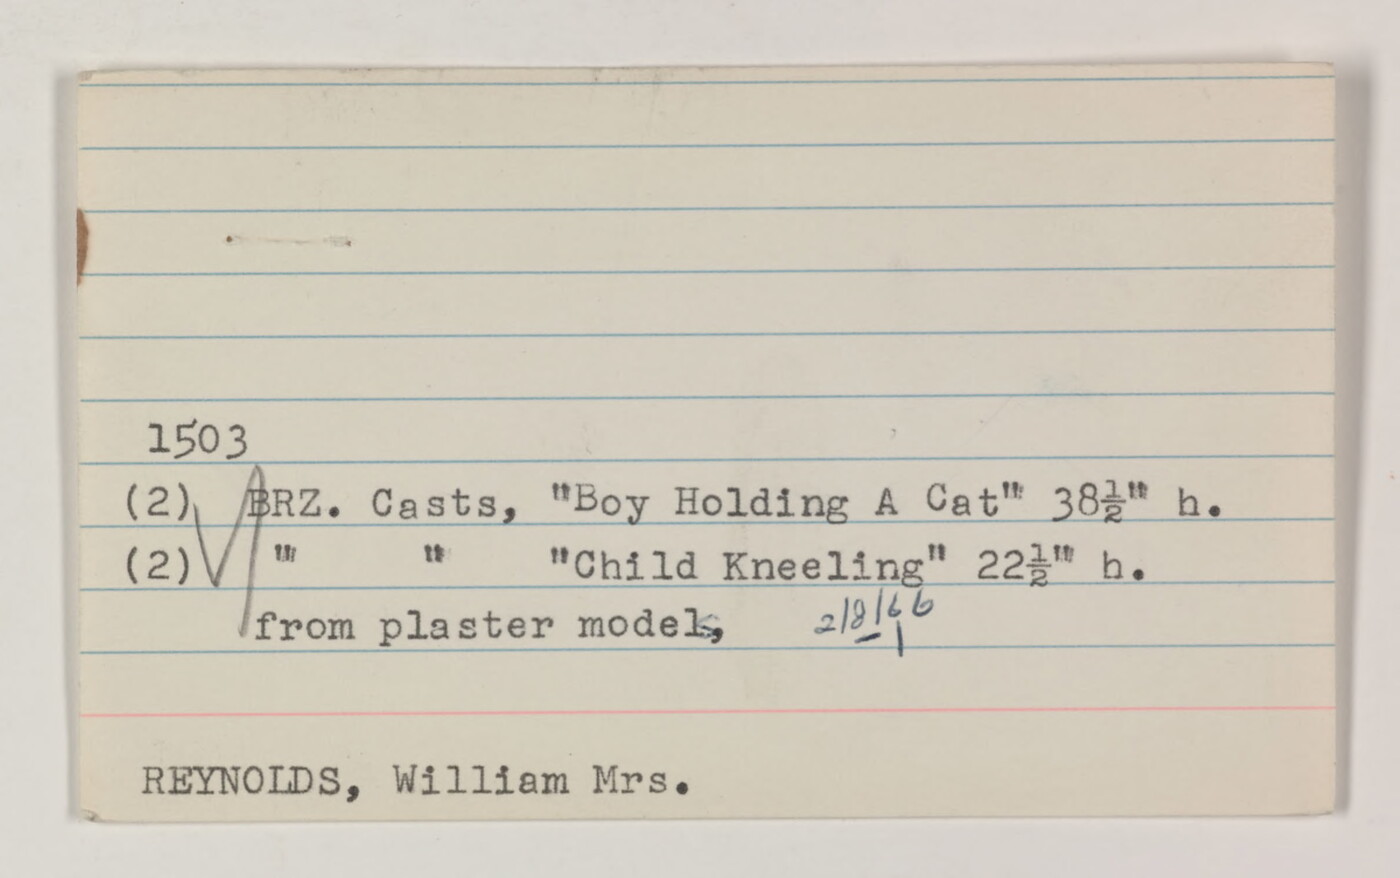 1503
(2) BRZ. Casts, "Boy Holding A Cat" 38½" h.
(2) " " "Child Kneeling" 22½" h.
from plaster models, 2/8/66
REYNOLDS, William Mrs.